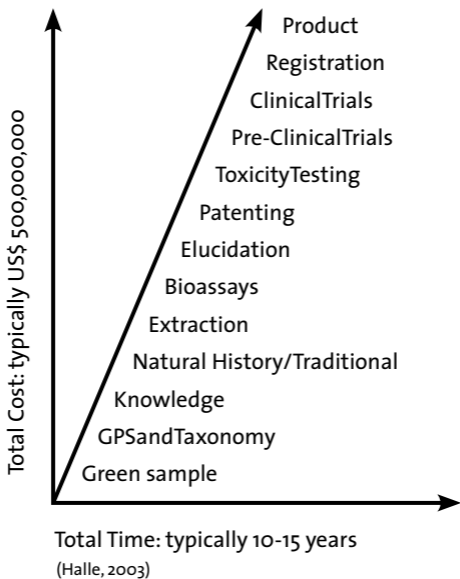 Product
Registration
ClinicalTrials
Pre-ClinicalTrials
ToxicityTesting
Patenting
Elucidation
Bioassays
Extraction
Natural History/Traditional
Knowledge
GPSandTaxonomy
Green sample
Total Cost: typically US$ 500,000,000
Total Time: typically 10-15 years
(Halle, 2003)